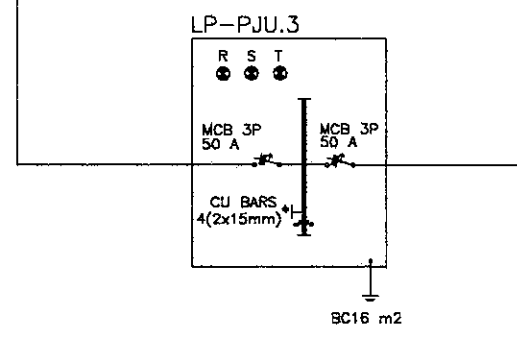 LP-PJU.3
R S T
MCB 3P
50 A
MCB 3P
50 A
CU BARS
4(2x15mm)
BC16 m2